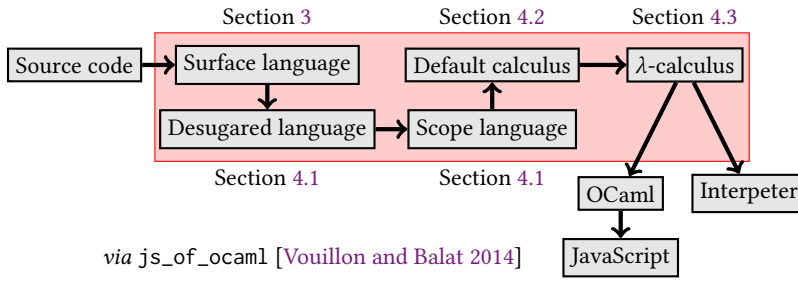 Section 3
Section 4.2
Section 4.3
Source code
Surface language
Default calculus
λ-calculus
Desugared language
Scope language
Section 4.1
Section 4.1
OCaml
Interpeter
via js_of_ocaml [Vouillon and Balat 2014]
JavaScript